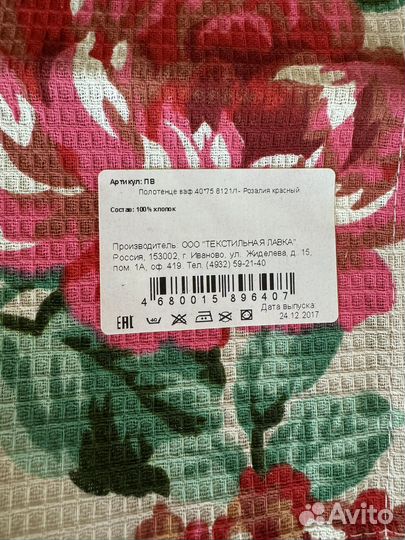 Артикул: ПВ
Полотенце ваф.40*75 8121/1- Розалия красный
Состав: 100% хлопок
Производитель: ООО "ТЕКСТИЛЬНАЯ ЛАВКА"
Россия, 153002, г. Иваново, ул. Жиделева, д. 15,
пом. 1А, оф. 419. Тел. (4932) 59-21-40
4 680015 896407
EAC 40
Дата выпуска
24.12.2017
Avito